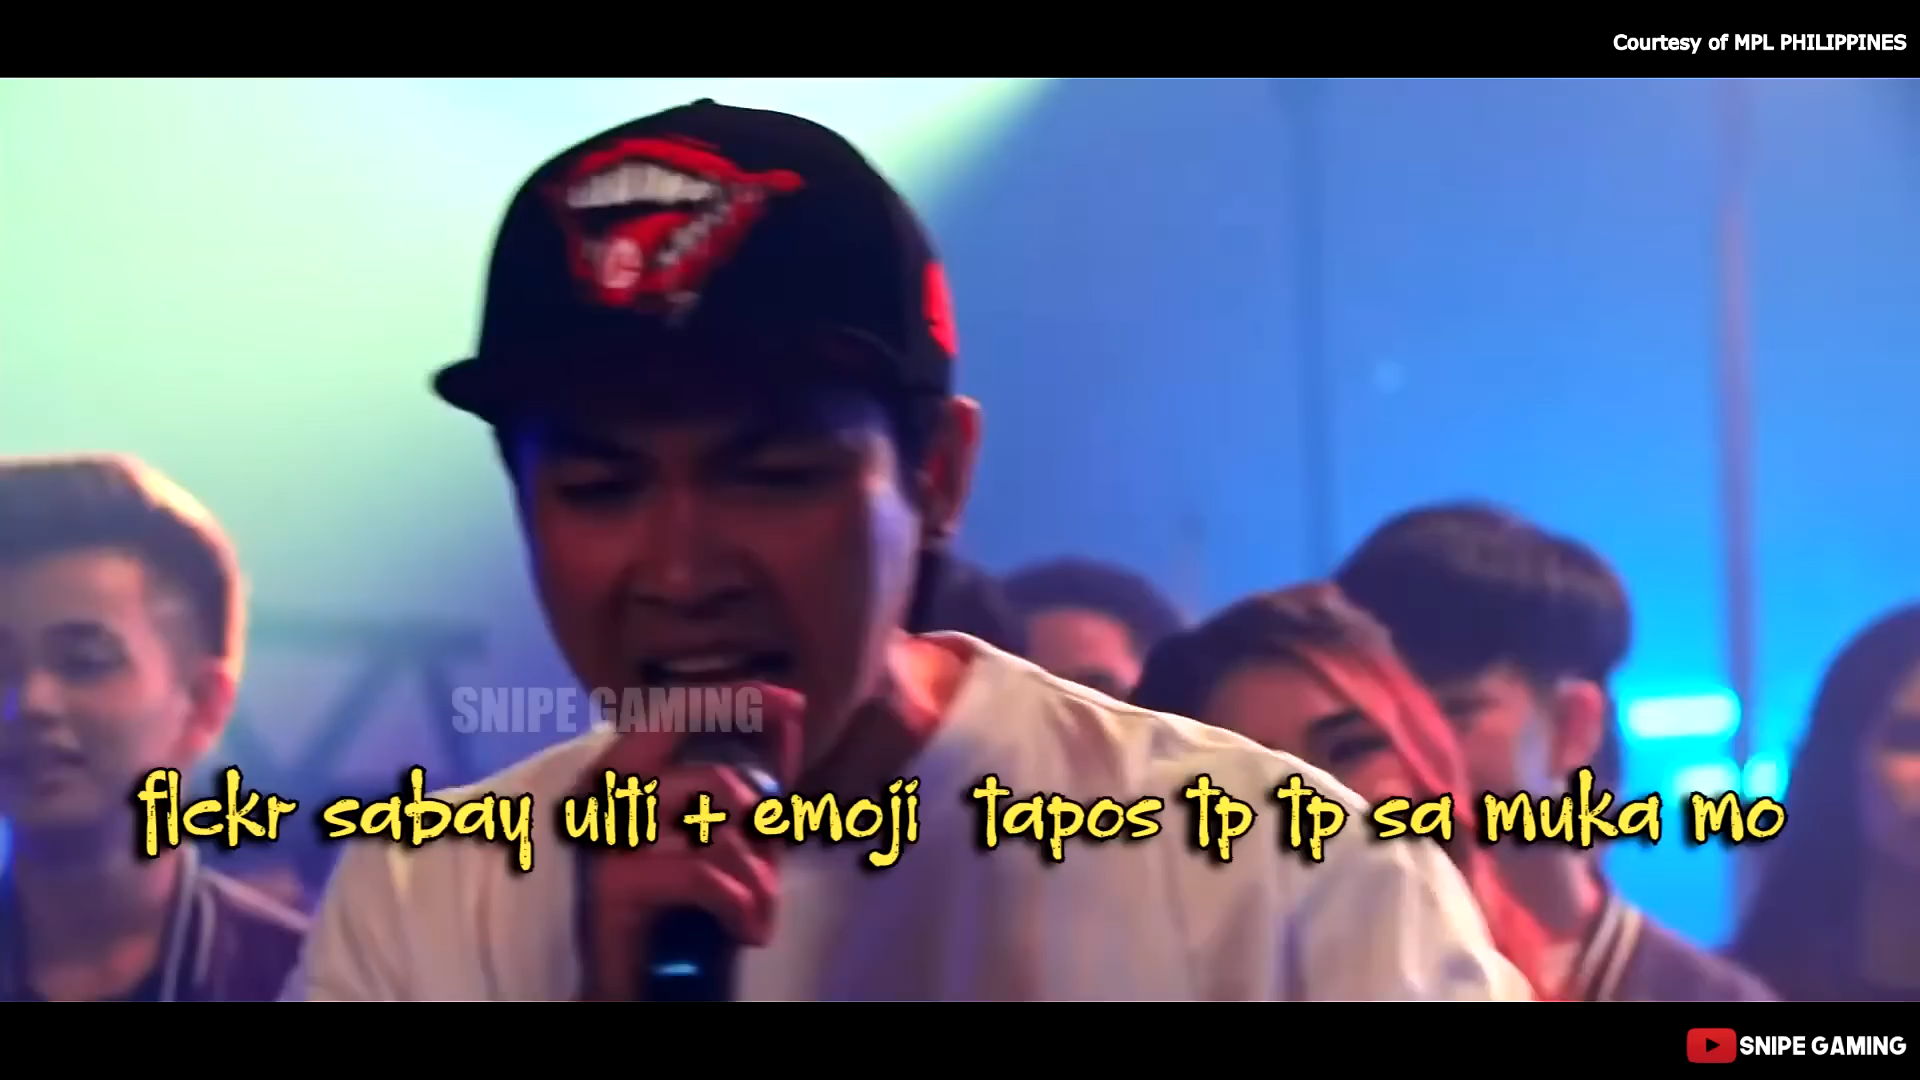 Courtesy of MPL PHILIPPINES
SNIPE GAMING
flckr sabay ulti + emoji tapos tp tp sa muka mo
SNIPE GAMING